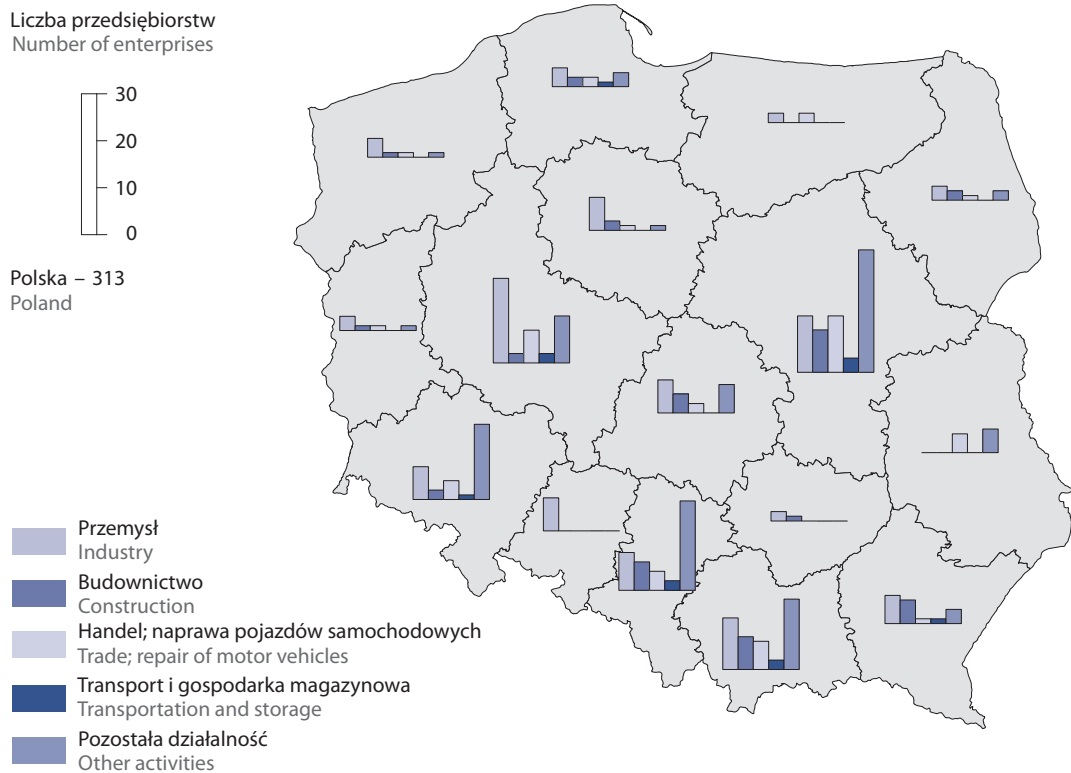 Liczba przedsiębiorstw
Number of enterprises
30
20
10
0
Polska – 313
Poland
Przemysł
Industry
Budownictwo
Construction
Handel; naprawa pojazdów samochodowych
Trade; repair of motor vehicles
Transport i gospodarka magazynowa
Transportation and storage
Pozostała działalność
Other activities